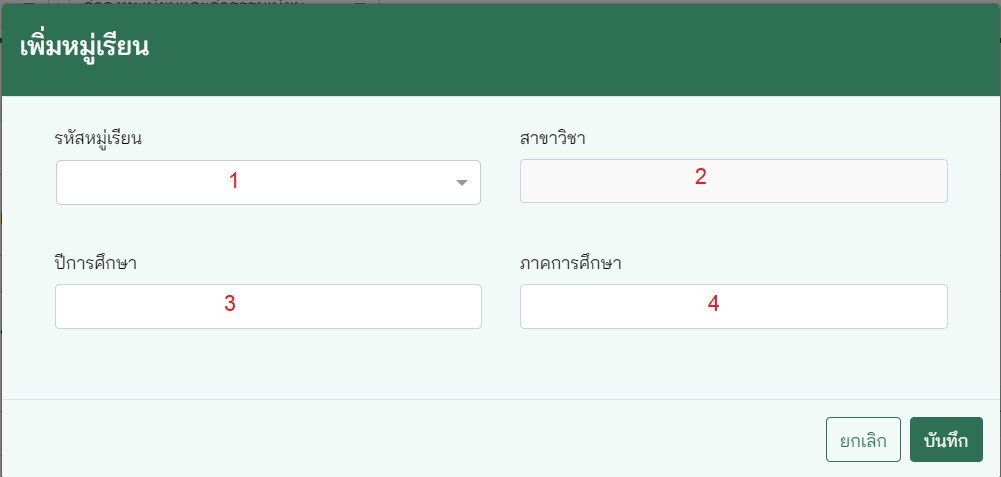 เพิ่มหมู่เรียน
รหัสหมู่เรียน
สาขาวิชา
1
2
ปีการศึกษา
ภาคการศึกษา
3
4
ยกเลิก
บันทึก